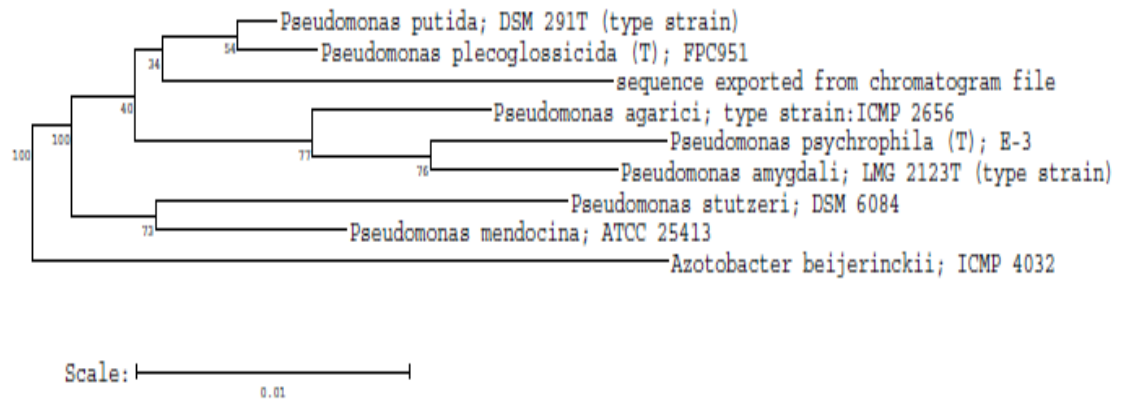 Pseudomonas putida; DSM 291T (type strain)
54
Pseudomonas plecoglossicida (T); FPC951
34
sequence exported from chromatogram file
40
Pseudomonas agarici; type strain:ICMP 2656
100
Pseudomonas psychrophila (T); E-3
100
77
76
Pseudomonas amygdali; LMG 2123T (type strain)
Pseudomonas stutzeri; DSM 6084
73
Pseudomonas mendocina; ATCC 25413
Azotobacter beijerinckii; ICMP 4032
Scale:
0.01